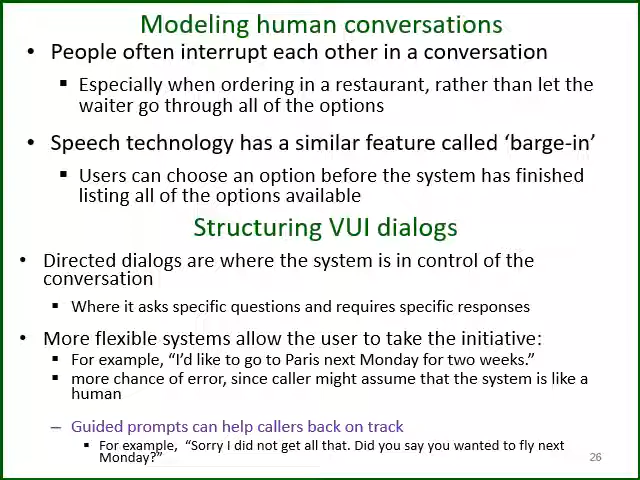 Modeling human conversations
• People often interrupt each other in a conversation
▪ Especially when ordering in a restaurant, rather than let the
waiter go through all of the options
• Speech technology has a similar feature called ‘barge-in’
▪ Users can choose an option before the system has finished
listing all of the options available
Structuring VUI dialogs
• Directed dialogs are where the system is in control of the
conversation
▪ Where it asks specific questions and requires specific responses
• More flexible systems allow the user to take the initiative:
▪ For example, “I’d like to go to Paris next Monday for two weeks.”
▪ more chance of error, since caller might assume that the system is like a
human
– Guided prompts can help callers back on track
▪ For example, “Sorry I did not get all that. Did you say you wanted to fly next
Monday?”
26